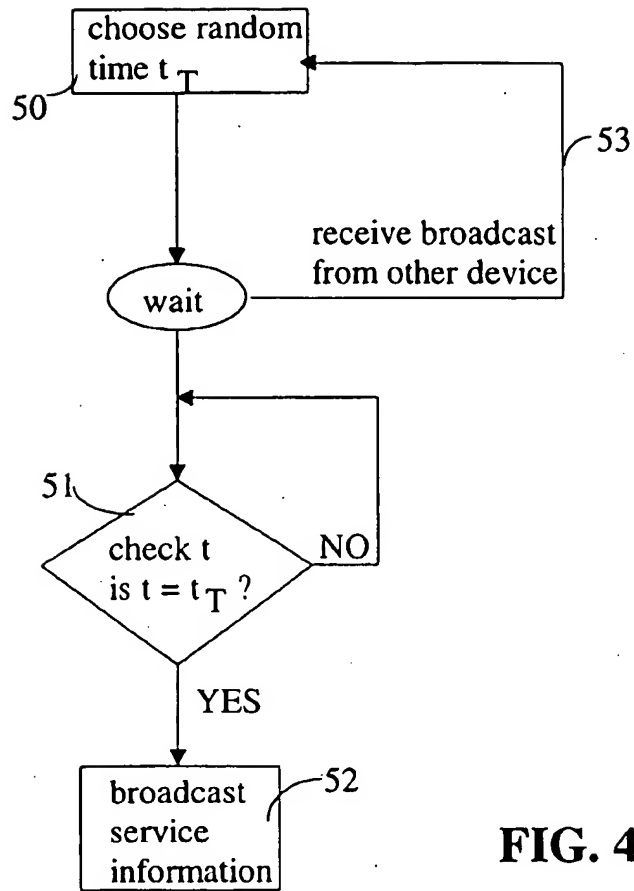 choose random
time t_T
50
53
receive broadcast
from other device
wait
51
check t
is t = t_T ?
NO
YES
52
broadcast
service
information
FIG. 4